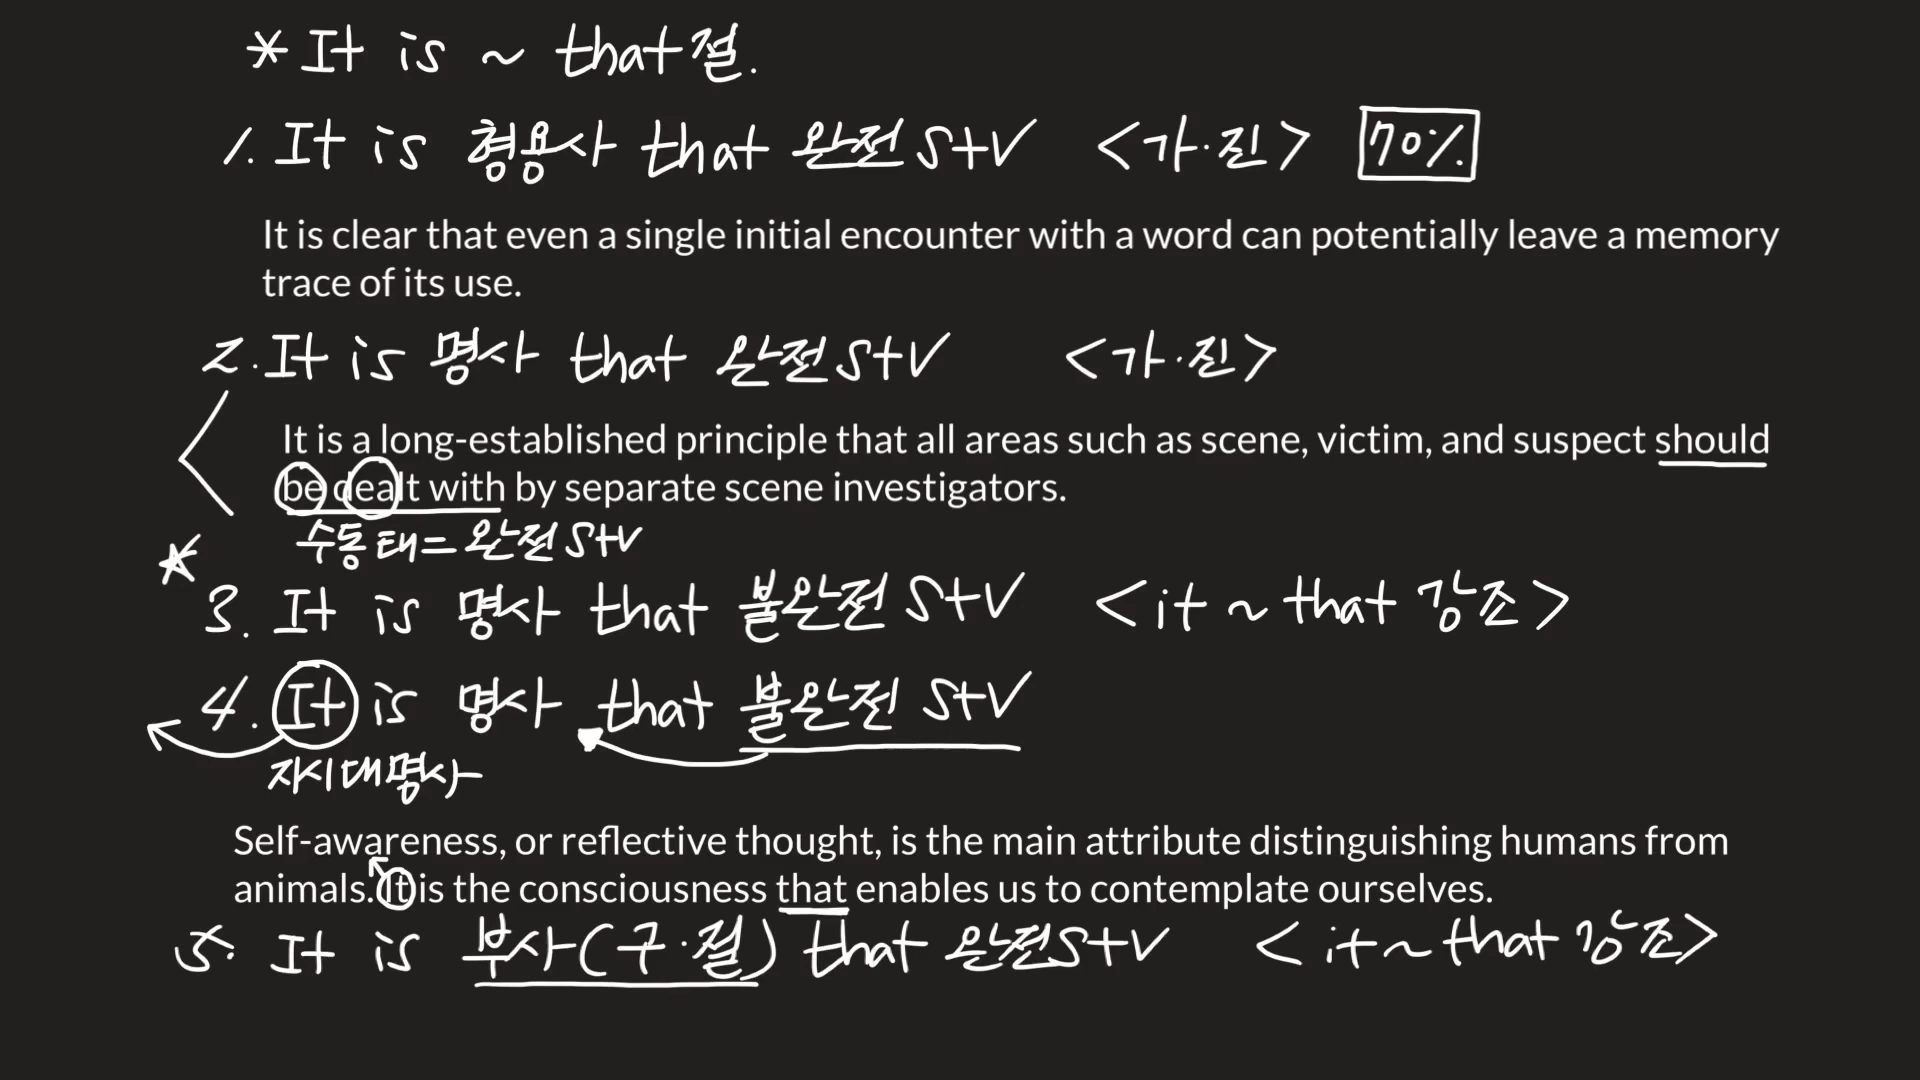 * It is ~ that절.
1. It is 형용사 that 완전 S+V <가·진> 70%
It is clear that even a single initial encounter with a word can potentially leave a memory
trace of its use.
2. It is 명사 that 완전 S+V <가·진>
It is a long-established principle that all areas such as scene, victim, and suspect should
be dealt with by separate scene investigators.
수동태 = 완전 S+V
* 3. It is 명사 that 불완전 S+V <it ~ that 강조>
4. It is 명사 that 불완전 S+V
지시대명사
Self-awareness, or reflective thought, is the main attribute distinguishing humans from
animals. It is the consciousness that enables us to contemplate ourselves.
5. It is 부사(구·절) that 완전 S+V <it ~ that 강조>